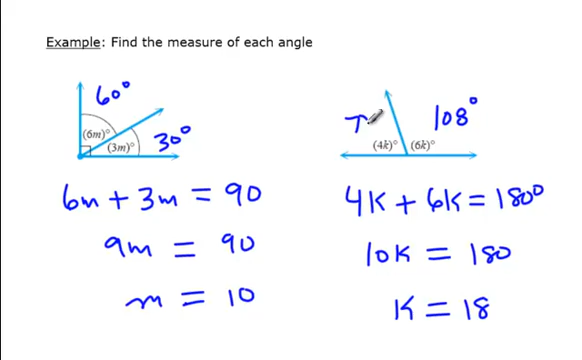 Example: Find the measure of each angle
60°
(6m)°
(3m)°
30°
6m + 3m = 90
9m = 90
m = 10
108°
(4k)°
(6k)°
4K + 6K = 180°
10K = 180
K = 18